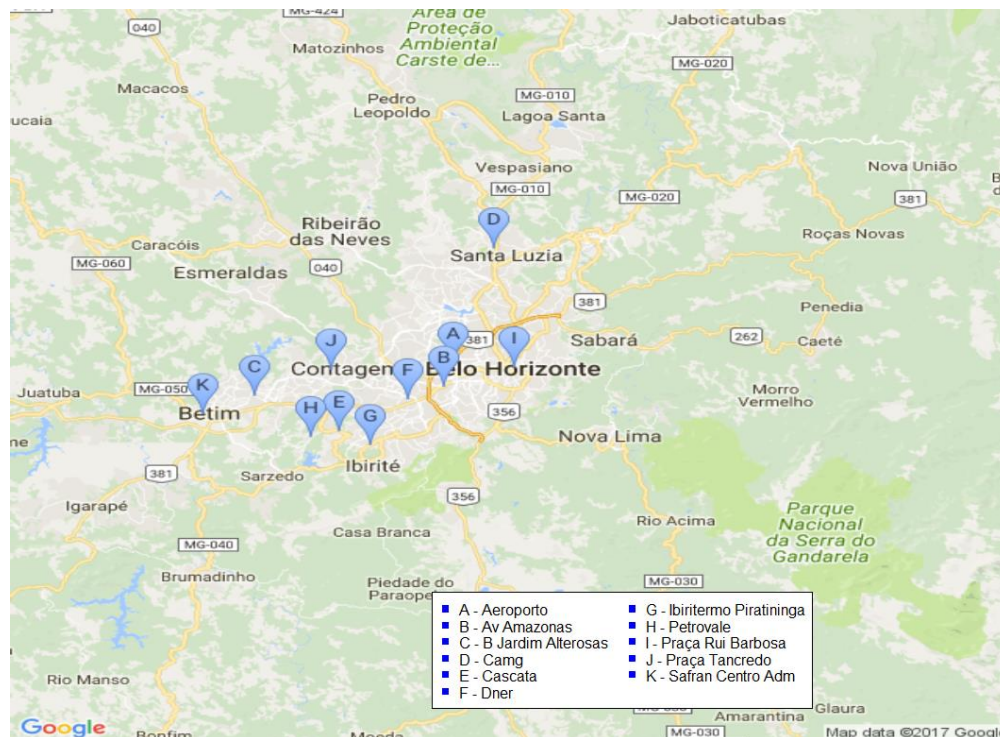 MG-424
Área de
Proteção
Ambiental
Carste de...
Jaboticatubas
040
Matozinhos
MG-020
Macacos
Pedro
Leopoldo
MG-010
Lagoa Santa
ucaia
Vespasiano
MG-010
Nova União
MG-020
381
Ribeirão
das Neves
D
Caracóis
Santa Luzia
Roças Novas
MG-060
Esmeraldas
040
381
Penedia
A
381
I
Sabará
262
Caeté
J
Contagem
B
Belo Horizonte
C
F
K
MG-050
Juatuba
Betim
Morro
Vermelho
H
E
G
356
Nova Lima
me
Ibirité
381
Sarzedo
Igarapé
356
Rio Acima
Parque
Nacional
da Serra do
Gandarela
Casa Branca
MG-040
Brumadinho
Piedade do
Paraope
MG-030
A - Aeroporto
B - Av Amazonas
C - B Jardim Alterosas
D - Camg
E - Cascata
F - Dner
G - Ibiritermo Piratininga
H - Petrovale
I - Praça Rui Barbosa
J - Praça Tancredo
K - Safran Centro Adm
Rio Manso
Glaura
Amarantina
Google
Bonfim
Moeda
MG-030
Map data ©2017 Google